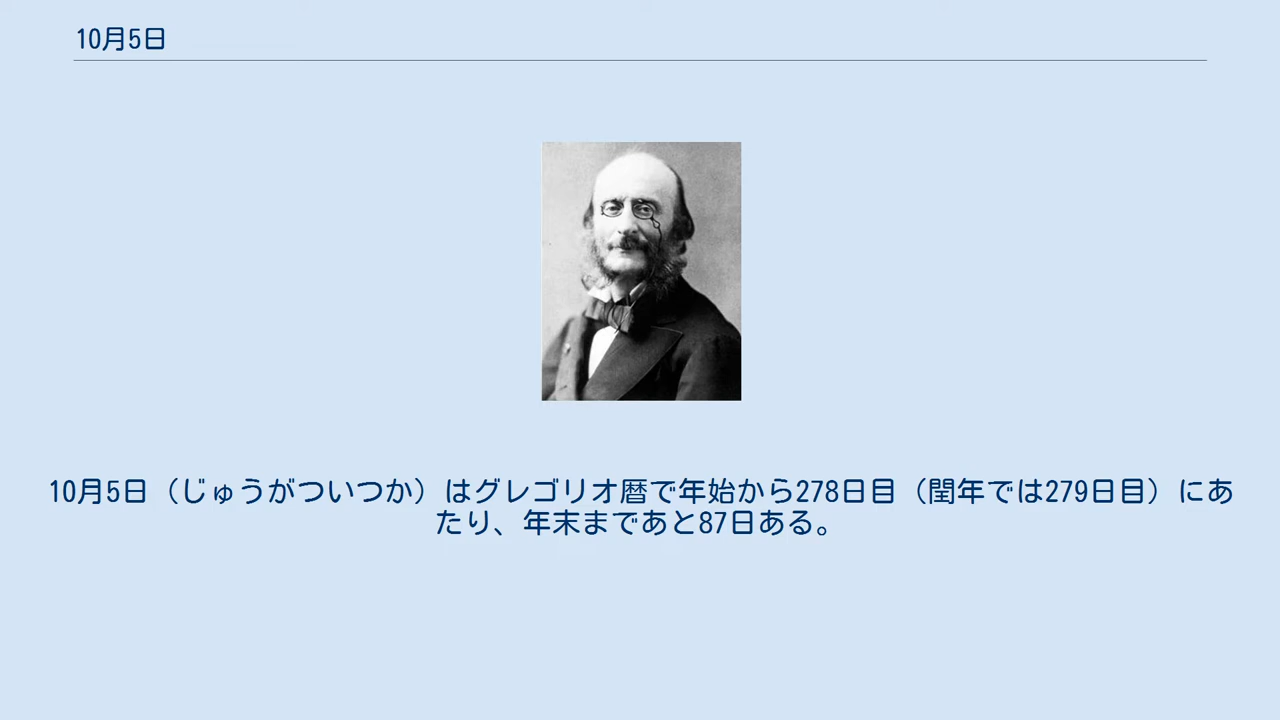 10月5日
10月5日（じゅうがついつか）はグレゴリオ暦で年始から278日目（閏年では279日目）にあ
たり、年末まであと87日ある。